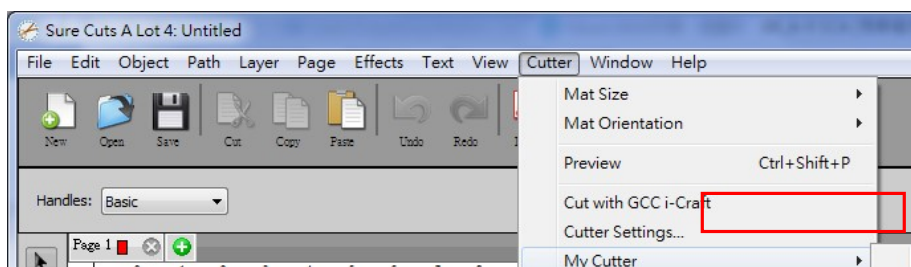 Sure Cuts A Lot 4: Untitled
File Edit Object Path Layer Page Effects Text View Cutter Window Help
New Open Save Cut Copy Paste Undo Redo
Mat Size
Mat Orientation
Preview Ctrl+Shift+P
Handles: Basic
Cut with GCC i-Craft
Cutter Settings...
Page 1
My Cutter